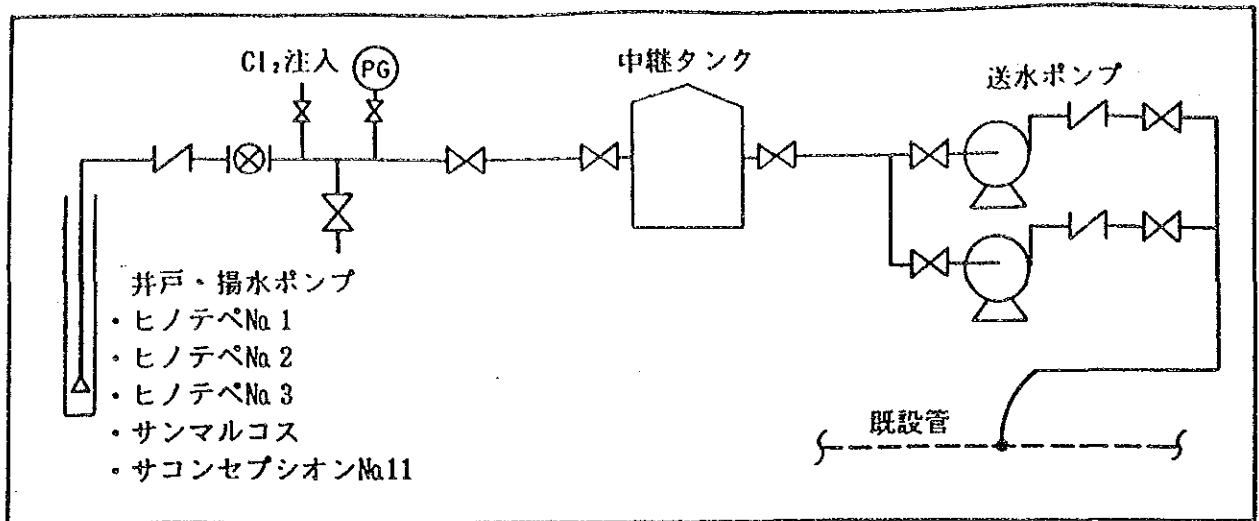 Cl₂注入
PG
中継タンク
送水ポンプ
井戸・揚水ポンプ
・ヒノテペ№1
・ヒノテペ№2
・ヒノテペ№3
・サンマルコス
・サコンセプシオン№11
既設管